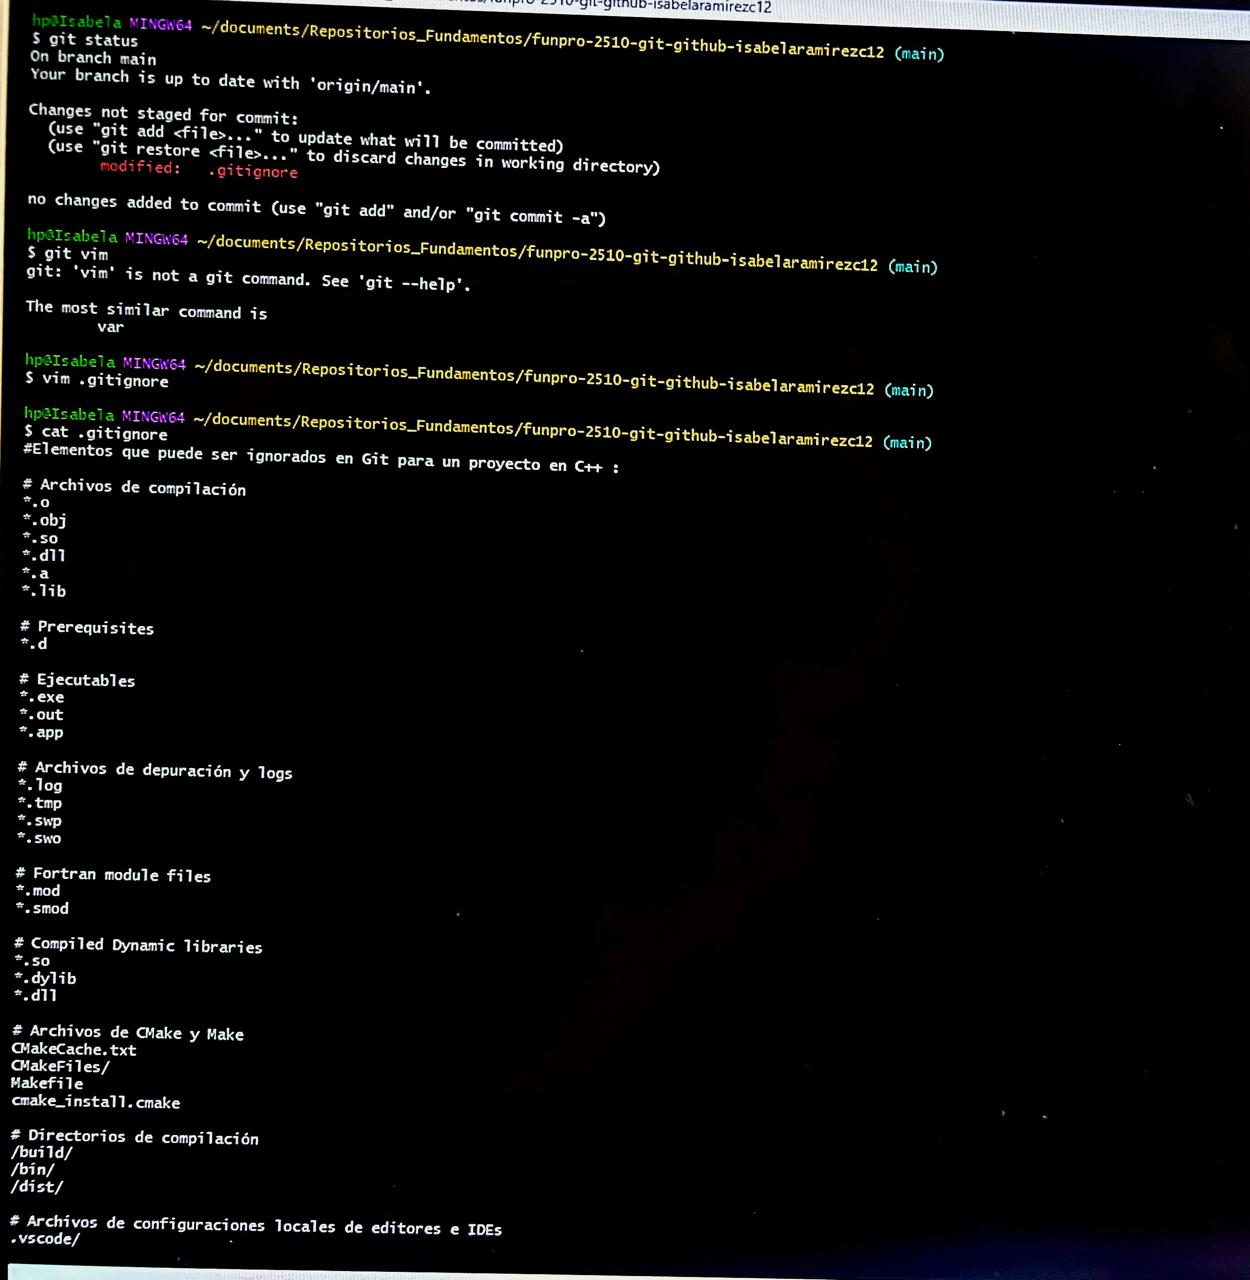 funpro-2510-git-github-isabelaramirezc12
hp@Isabela MINGW64 ~/documents/Repositorios_Fundamentos/funpro-2510-git-github-isabelaramirezc12 (main)
$ git status
On branch main
Your branch is up to date with 'origin/main'.
Changes not staged for commit:
(use "git add <file>..." to update what will be committed)
(use "git restore <file>..." to discard changes in working directory)
modified: .gitignore
no changes added to commit (use "git add" and/or "git commit -a")
hp@Isabela MINGW64 ~/documents/Repositorios_Fundamentos/funpro-2510-git-github-isabelaramirezc12 (main)
$ git vim
git: 'vim' is not a git command. See 'git --help'.
The most similar command is
var
hp@Isabela MINGW64 ~/documents/Repositorios_Fundamentos/funpro-2510-git-github-isabelaramirezc12 (main)
$ vim .gitignore
hp@Isabela MINGW64 ~/documents/Repositorios_Fundamentos/funpro-2510-git-github-isabelaramirezc12 (main)
$ cat .gitignore
#Elementos que puede ser ignorados en Git para un proyecto en C++ :
# Archivos de compilación
*.o
*.obj
*.so
*.dll
*.a
*.lib
# Prerequisites
*.d
# Ejecutables
*.exe
*.out
*.app
# Archivos de depuración y logs
*.log
*.tmp
*.swp
*.swo
# Fortran module files
*.mod
*.smod
# Compiled Dynamic libraries
*.so
*.dylib
*.dll
# Archivos de CMake y Make
CMakeCache.txt
CMakeFiles/
Makefile
cmake_install.cmake
# Directorios de compilación
/build/
/bin/
/dist/
# Archivos de configuraciones locales de editores e IDEs
.vscode/